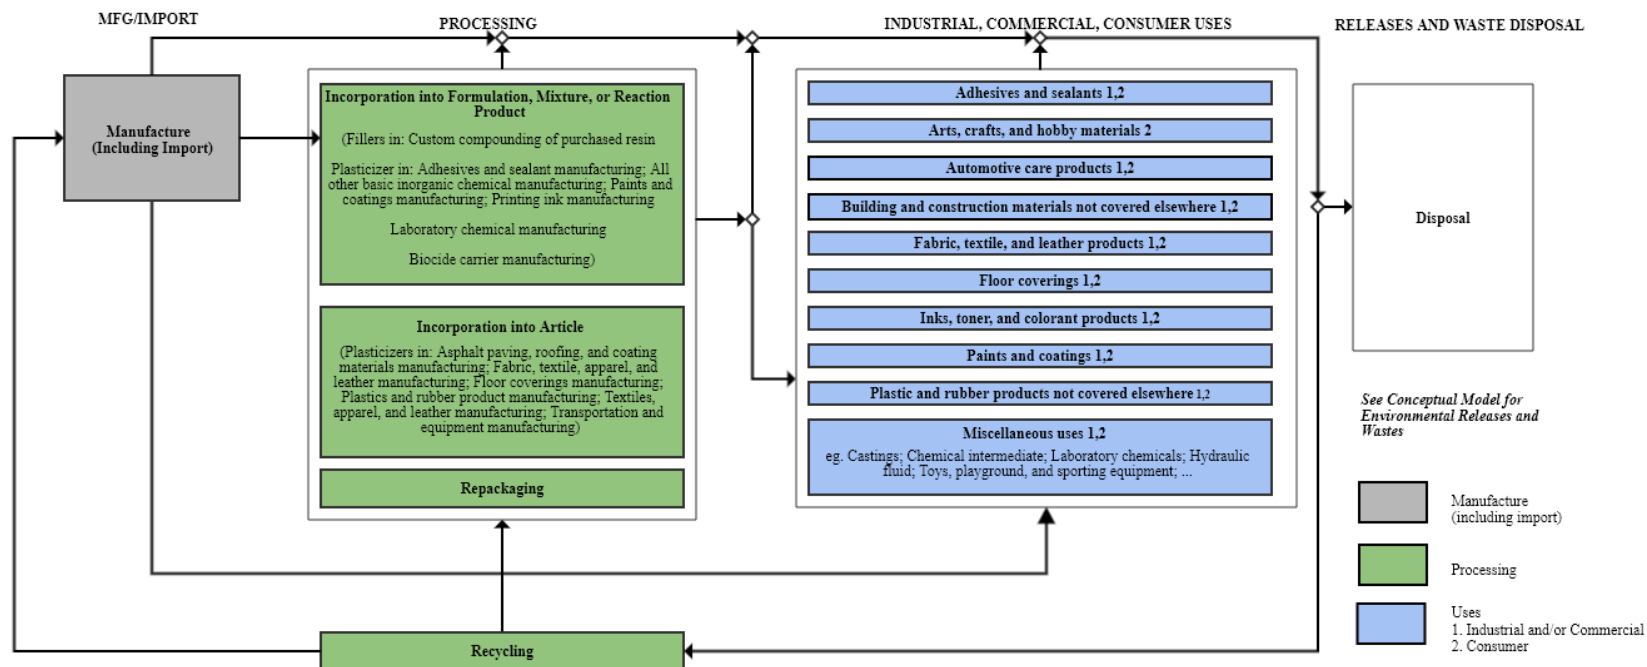 MFG/IMPORT
PROCESSING
INDUSTRIAL, COMMERCIAL, CONSUMER USES
RELEASES AND WASTE DISPOSAL
Manufacture
(Including Import)
Incorporation into Formulation, Mixture, or Reaction
Product
(Fillers in: Custom compounding of purchased resin
Plasticizer in: Adhesives and sealant manufacturing; All
other basic inorganic chemical manufacturing; Paints and
coatings manufacturing; Printing ink manufacturing
Laboratory chemical manufacturing
Biocide carrier manufacturing)
Incorporation into Article
(Plasticizers in: Asphalt paving, roofing, and coating
materials manufacturing; Fabric, textile, apparel, and
leather manufacturing; Floor coverings manufacturing;
Plastics and rubber product manufacturing; Textiles,
apparel, and leather manufacturing; Transportation and
equipment manufacturing)
Repackaging
Recycling
Adhesives and sealants 1,2
Arts, crafts, and hobby materials 2
Automotive care products 1,2
Building and construction materials not covered elsewhere 1,2
Fabric, textile, and leather products 1,2
Floor coverings 1,2
Inks, toner, and colorant products 1,2
Paints and coatings 1,2
Plastic and rubber products not covered elsewhere 1,2
Miscellaneous uses 1,2
eg. Castings; Chemical intermediate; Laboratory chemicals; Hydraulic
fluid; Toys, playground, and sporting equipment; ...
Disposal
See Conceptual Model for
Environmental Releases and
Wastes
Manufacture
(including import)
Processing
Uses
1. Industrial and/or Commercial
2. Consumer